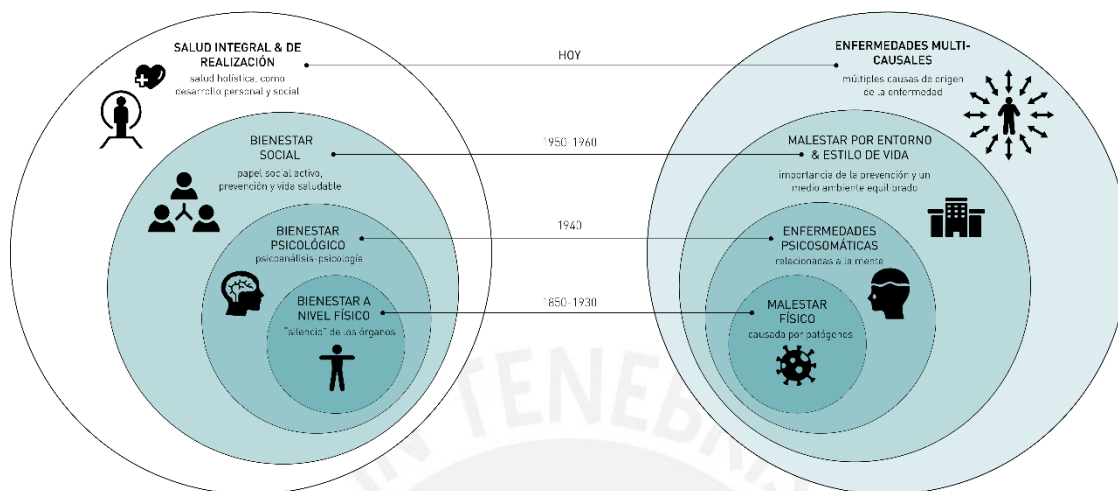 SALUD INTEGRAL & DE
REALIZACIÓN
salud holística, como
desarrollo personal y social
HOY
ENFERMEDADES MULTI-
CAUSALES
múltiples causas de origen
de la enfermedad
BIENESTAR
SOCIAL
papel social activo,
prevención y vida saludable
1950-1960
MALESTAR POR ENTORNO
& ESTILO DE VIDA
importancia de la prevención y un
medio ambiente equilibrado
BIENESTAR
PSICOLÓGICO
psicoanálisis-psicología
1940
ENFERMEDADES
PSICOSOMÁTICAS
relacionadas a la mente
BIENESTAR A
NIVEL FÍSICO
"silencio" de los órganos
1850-1930
MALESTAR
FÍSICO
causada por patógenos
IN TENEBRIS